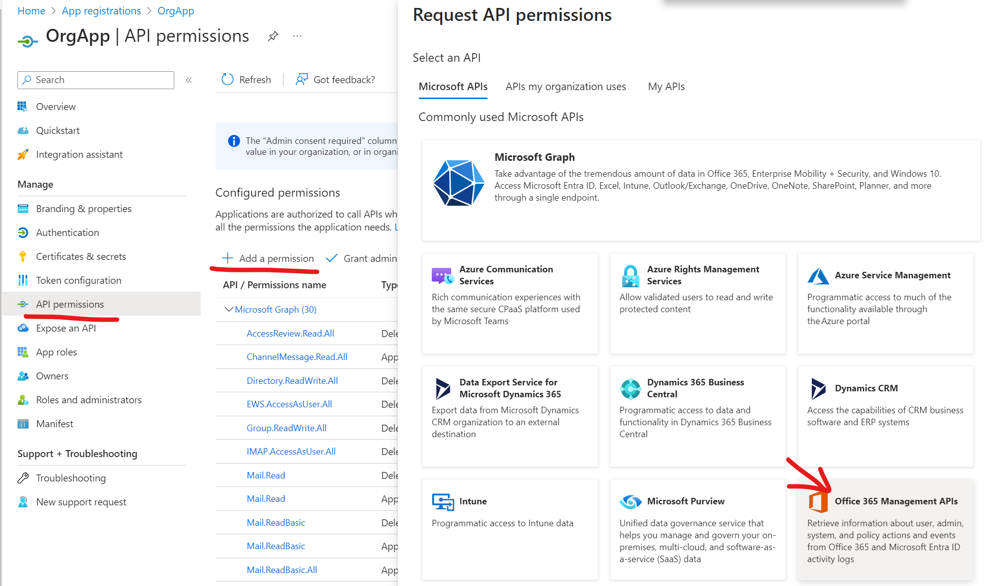 Home > App registrations > OrgApp
OrgApp | API permissions
Search
«
Overview
Quickstart
Integration assistant
Manage
Branding & properties
Authentication
Certificates & secrets
Token configuration
API permissions
Expose an API
App roles
Owners
Roles and administrators
Manifest
Support + Troubleshooting
Troubleshooting
New support request
Refresh
Got feedback?
The "Admin consent required" column
value in your organization, or in organi
Configured permissions
Applications are authorized to call APIs wh
all the permissions the application needs. L
Add a permission
Grant admin
API / Permissions name
Type
Microsoft Graph (30)
AccessReview.Read.All
Dele
ChannelMessage.Read.All
App
Directory.ReadWrite.All
Dele
EWS.AccessAsUser.All
Dele
Group.ReadWrite.All
Dele
IMAP.AccessAsUser.All
Dele
Mail.Read
Dele
Mail.Read
App
Mail.ReadBasic
Dele
Mail.ReadBasic
App
Mail.ReadBasic.All
App
Request API permissions
Select an API
Microsoft APIs
APIs my organization uses
My APIs
Commonly used Microsoft APIs
Microsoft Graph
Take advantage of the tremendous amount of data in Office 365, Enterprise Mobility + Security, and Windows 10.
Access Microsoft Entra ID, Excel, Intune, Outlook/Exchange, OneDrive, OneNote, SharePoint, Planner, and more
through a single endpoint.
Azure Communication
Services
Rich communication experiences with
the same secure CPaaS platform used
by Microsoft Teams
Azure Rights Management
Services
Allow validated users to read and write
protected content
Azure Service Management
Programmatic access to much of the
functionality available through
the Azure portal
Data Export Service for
Microsoft Dynamics 365
Export data from Microsoft Dynamics
CRM organization to an external
destination
Dynamics 365 Business
Central
Programmatic access to data and
functionality in Dynamics 365 Business
Central
Dynamics CRM
Access the capabilities of CRM business
software and ERP systems
Intune
Programmatic access to Intune data
Microsoft Purview
Unified data governance service that
helps you manage and govern your on-
premises, multi-cloud, and software-as-
a-service (SaaS) data
Office 365 Management APIs
Retrieve information about user, admin,
system, and policy actions and events
from Office 365 and Microsoft Entra ID
activity logs